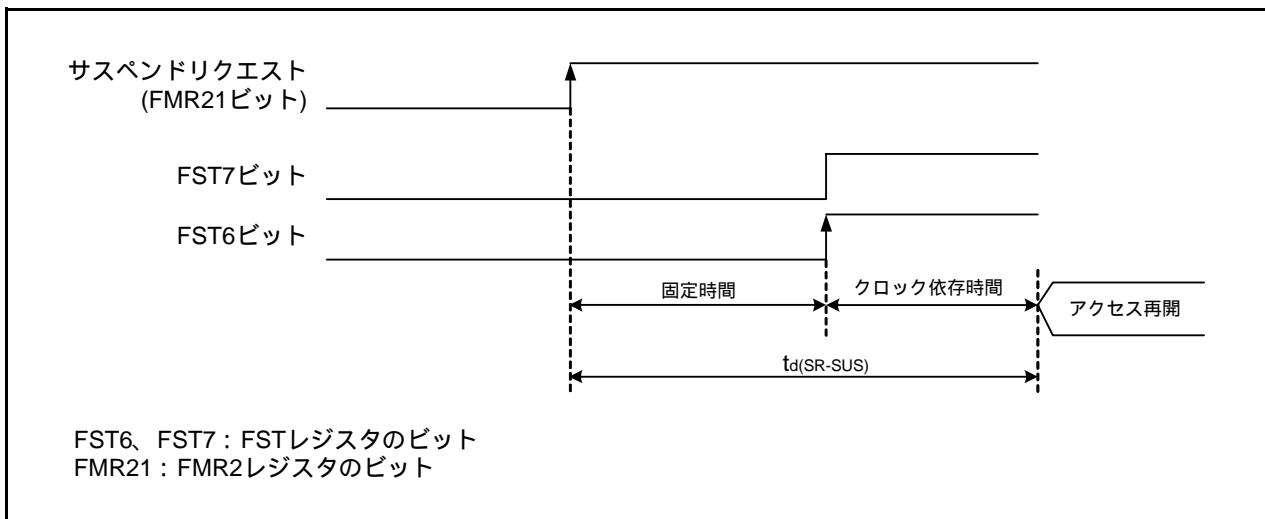 サスペンドリクエスト
(FMR21ビット)
FST7ビット
FST6ビット
固定時間
クロック依存時間
アクセス再開
td(SR-SUS)
FST6、FST7：FSTレジスタのビット
FMR21：FMR2レジスタのビット